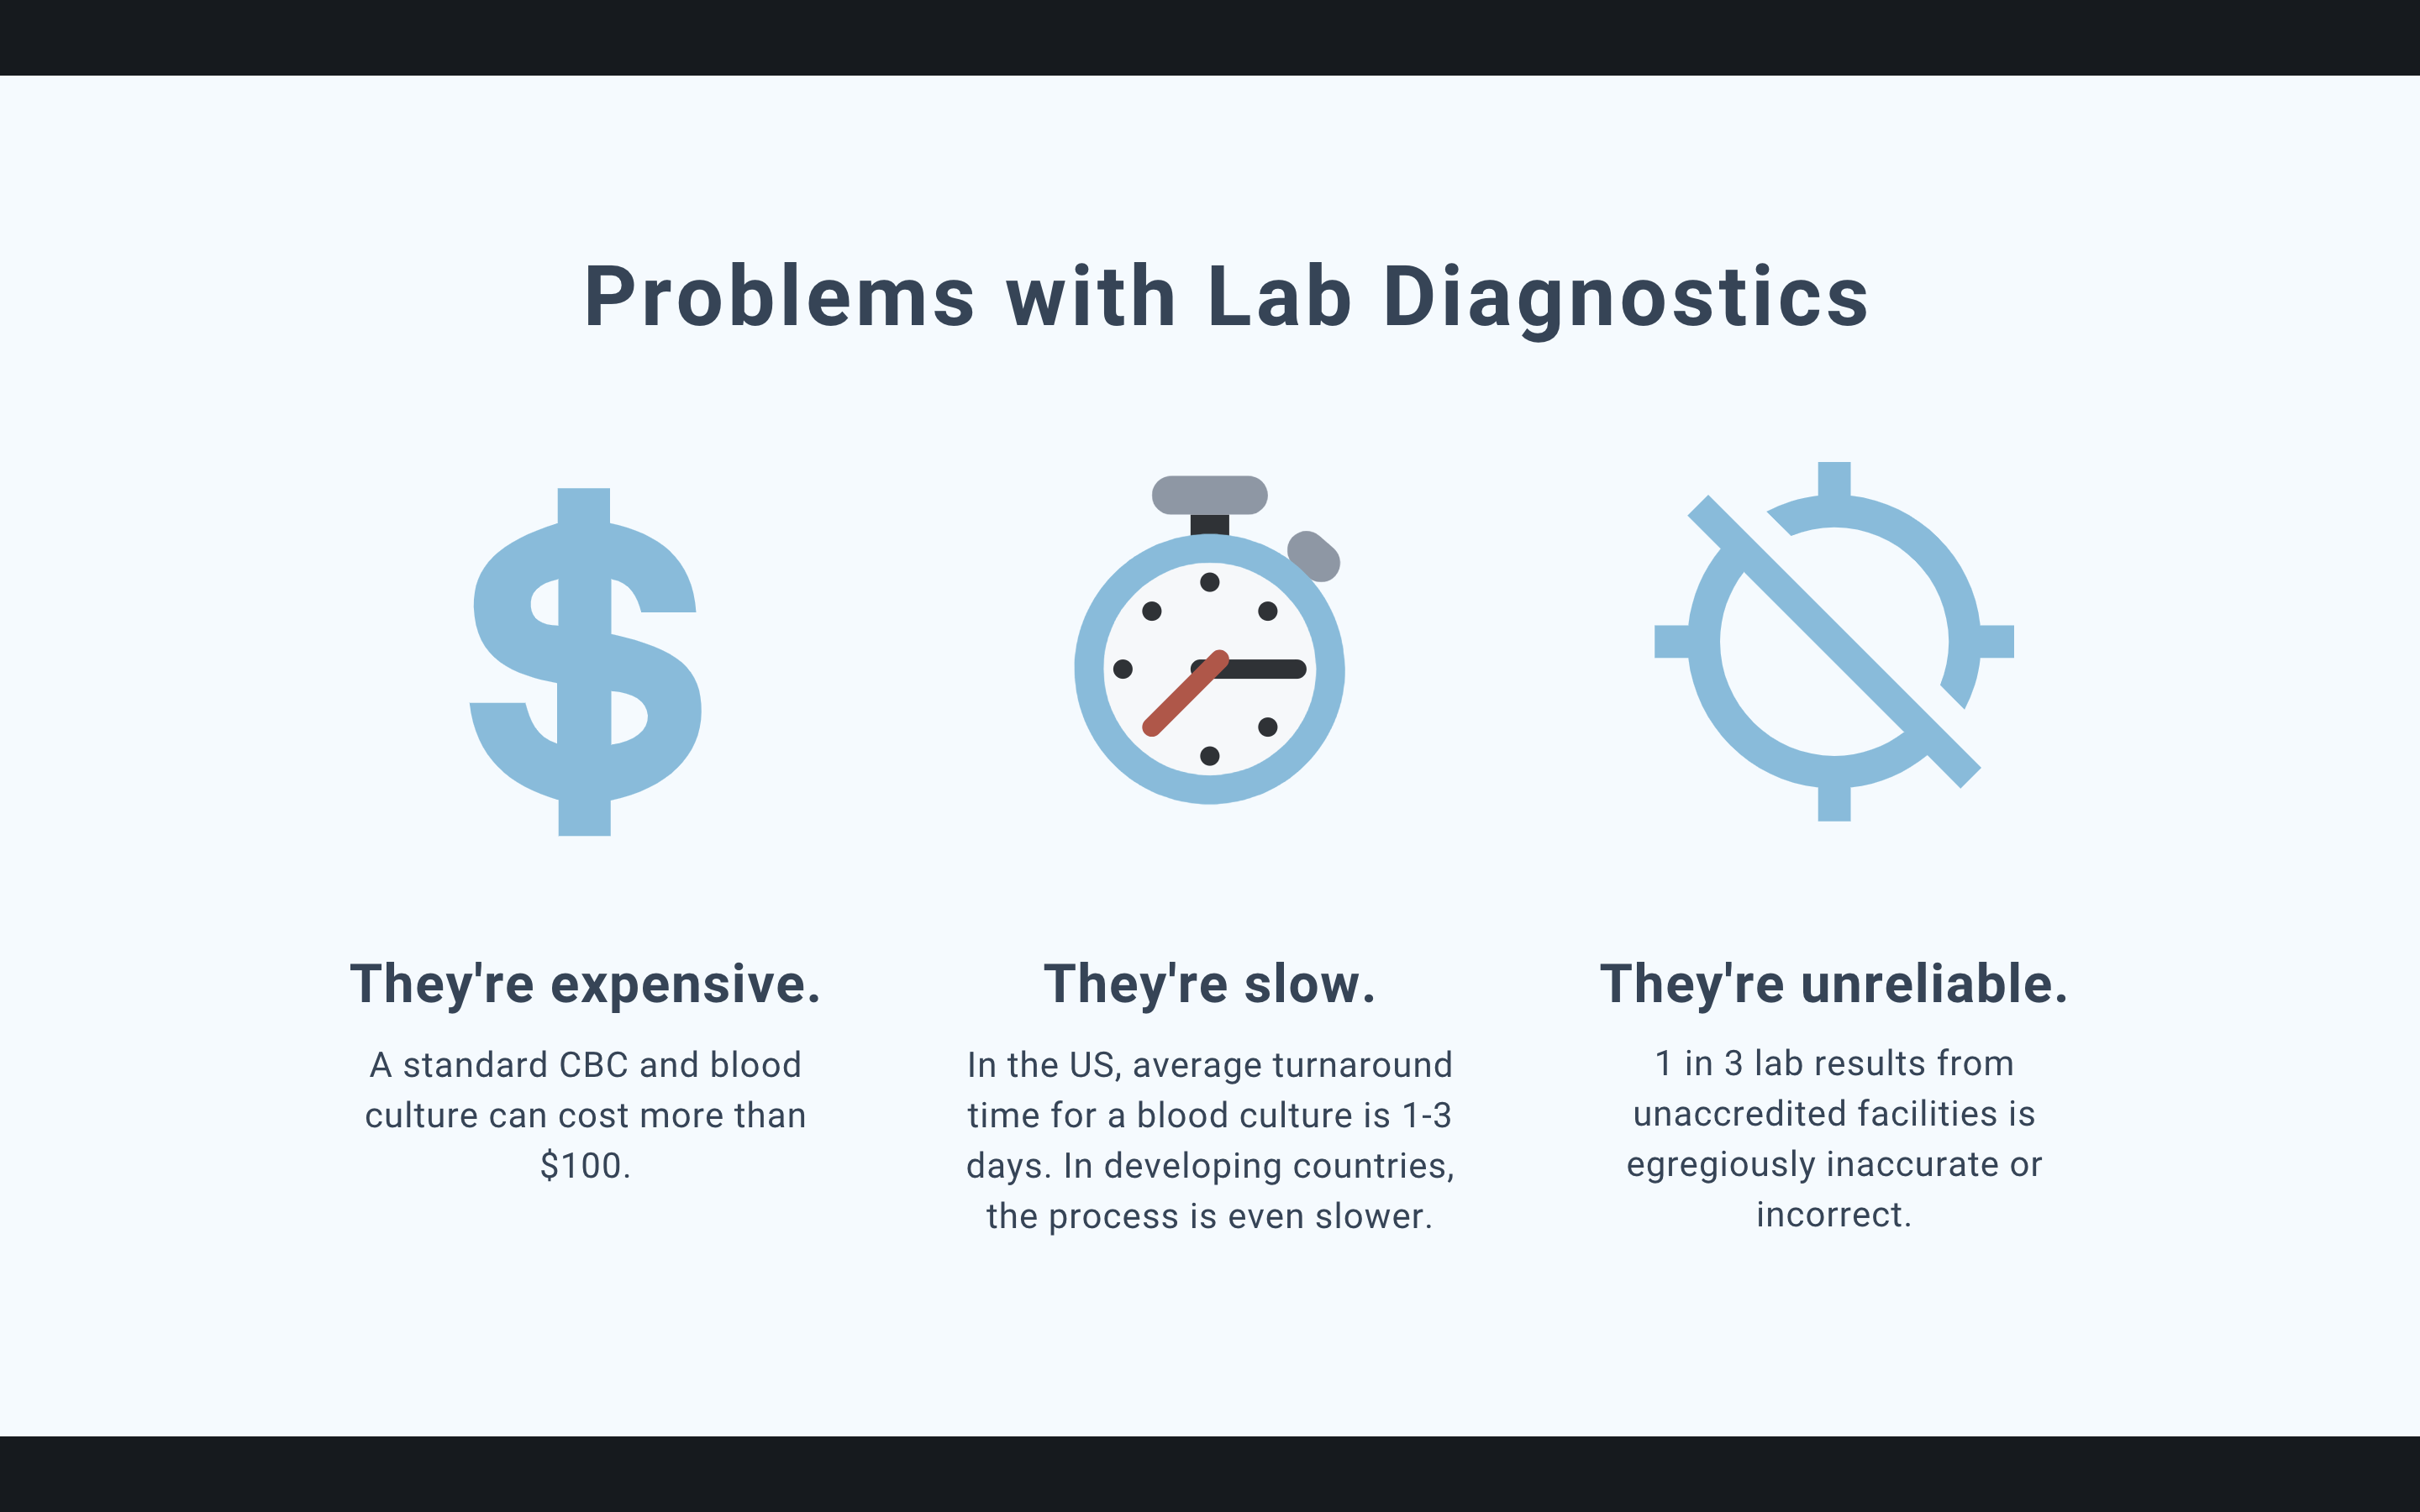 Problems with Lab Diagnostics
They're expensive.
A standard CBC and blood
culture can cost more than
$100.
They're slow.
In the US, average turnaround
time for a blood culture is 1-3
days. In developing countries,
the process is even slower.
They're unreliable.
1 in 3 lab results from
unaccredited facilities is
egregiously inaccurate or
incorrect.